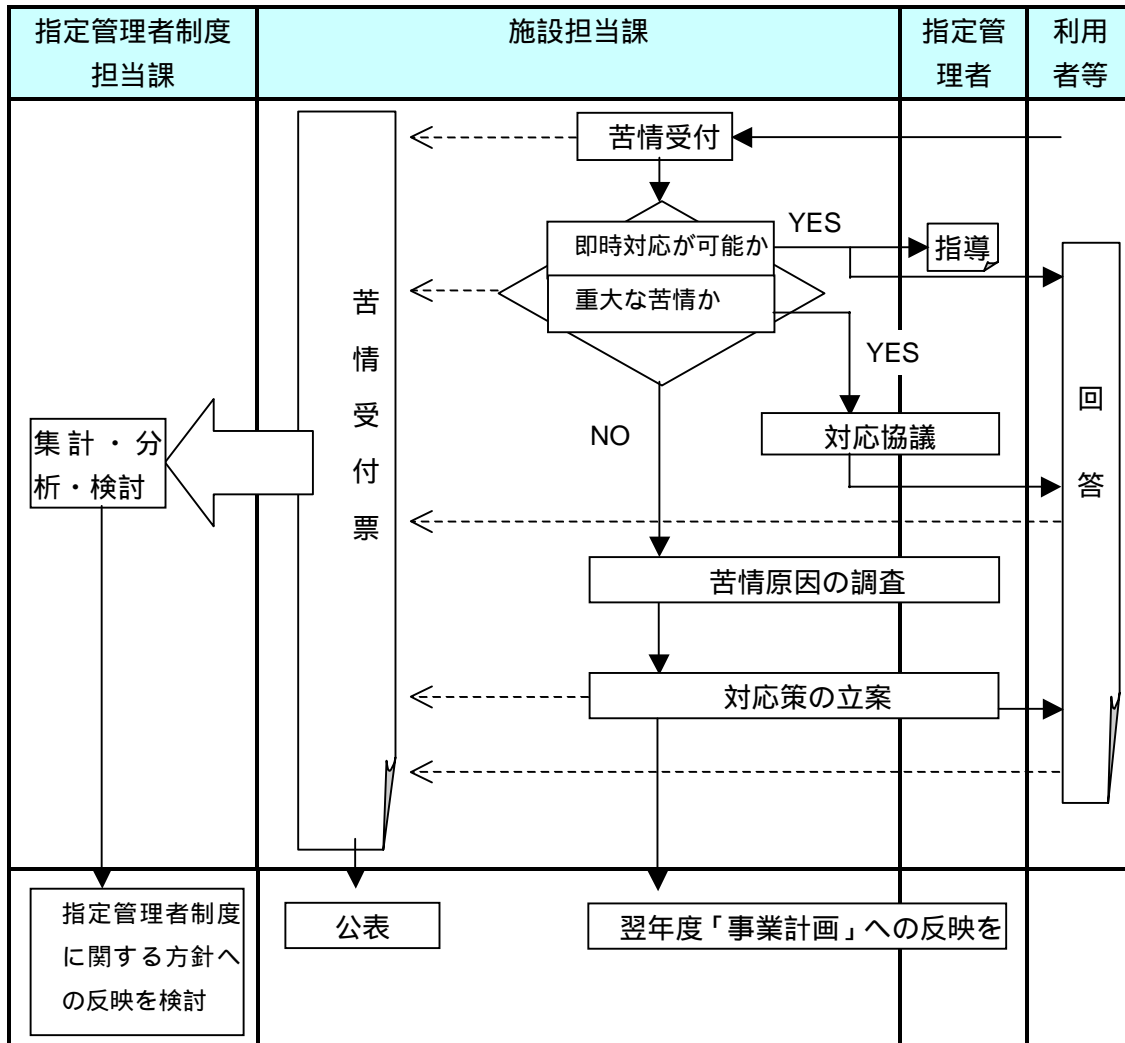 指定管理者制度
担当課
施設担当課
指定管
理者
利用
者等
苦情受付
即時対応が可能か
YES
指導
重大な苦情か
YES
苦情受付票
回答
NO
対応協議
集計・分
析・検討
苦情原因の調査
対応策の立案
指定管理者制度
に関する方針へ
の反映を検討
公表
翌年度「事業計画」への反映を